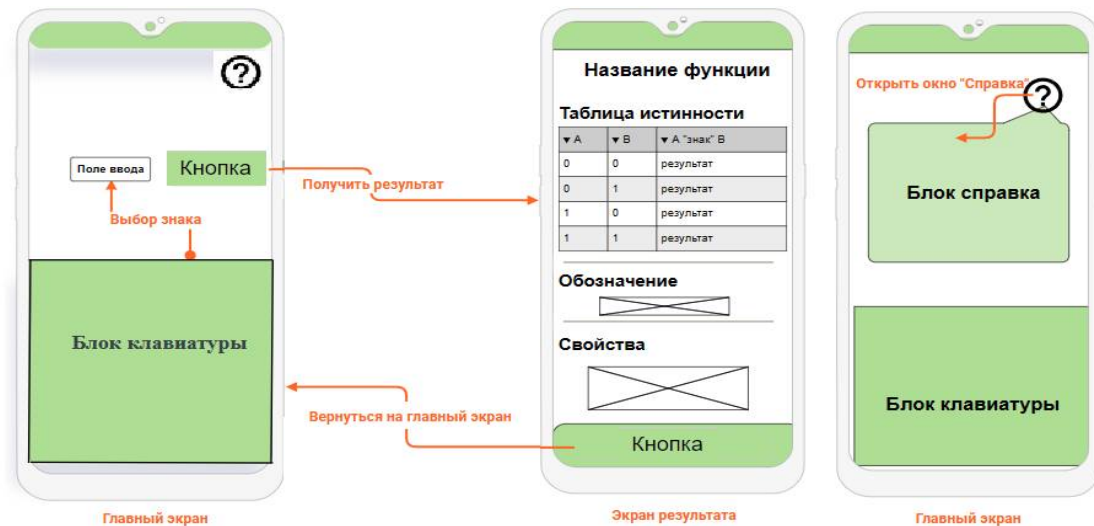 ?
Поле ввода
Кнопка
Получить результат
Выбор знака
Блок клавиатуры
Вернуться на главный экран
Главный экран
Название функции
Таблица истинности
▼ A ▼ B ▼ A "знак" B
0 0 результат
0 1 результат
1 0 результат
1 1 результат
Обозначение
Свойства
Кнопка
Экран результата
Открыть окно "Справка"
?
Блок справка
Блок клавиатуры
Главный экран